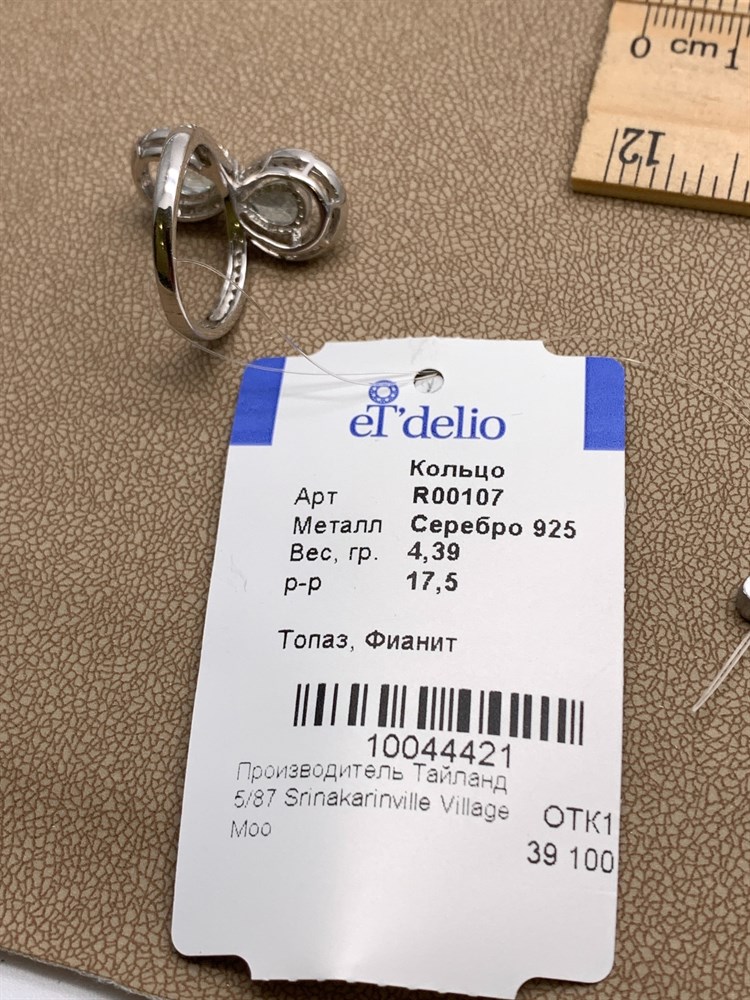 0 cm 1
12
eT'delio
Кольцо
Арт R00107
Металл Серебро 925
Вес, гр. 4,39
р-р 17,5
Топаз, Фианит
10044421
Производитель Тайланд
5/87 Srinakarinville Village
Moo
ОТК1
39 100